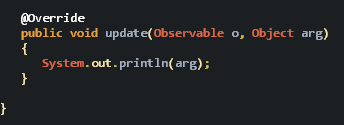 @Override
public void update(Observable o, Object arg)
{
System.out.println(arg);
}
}